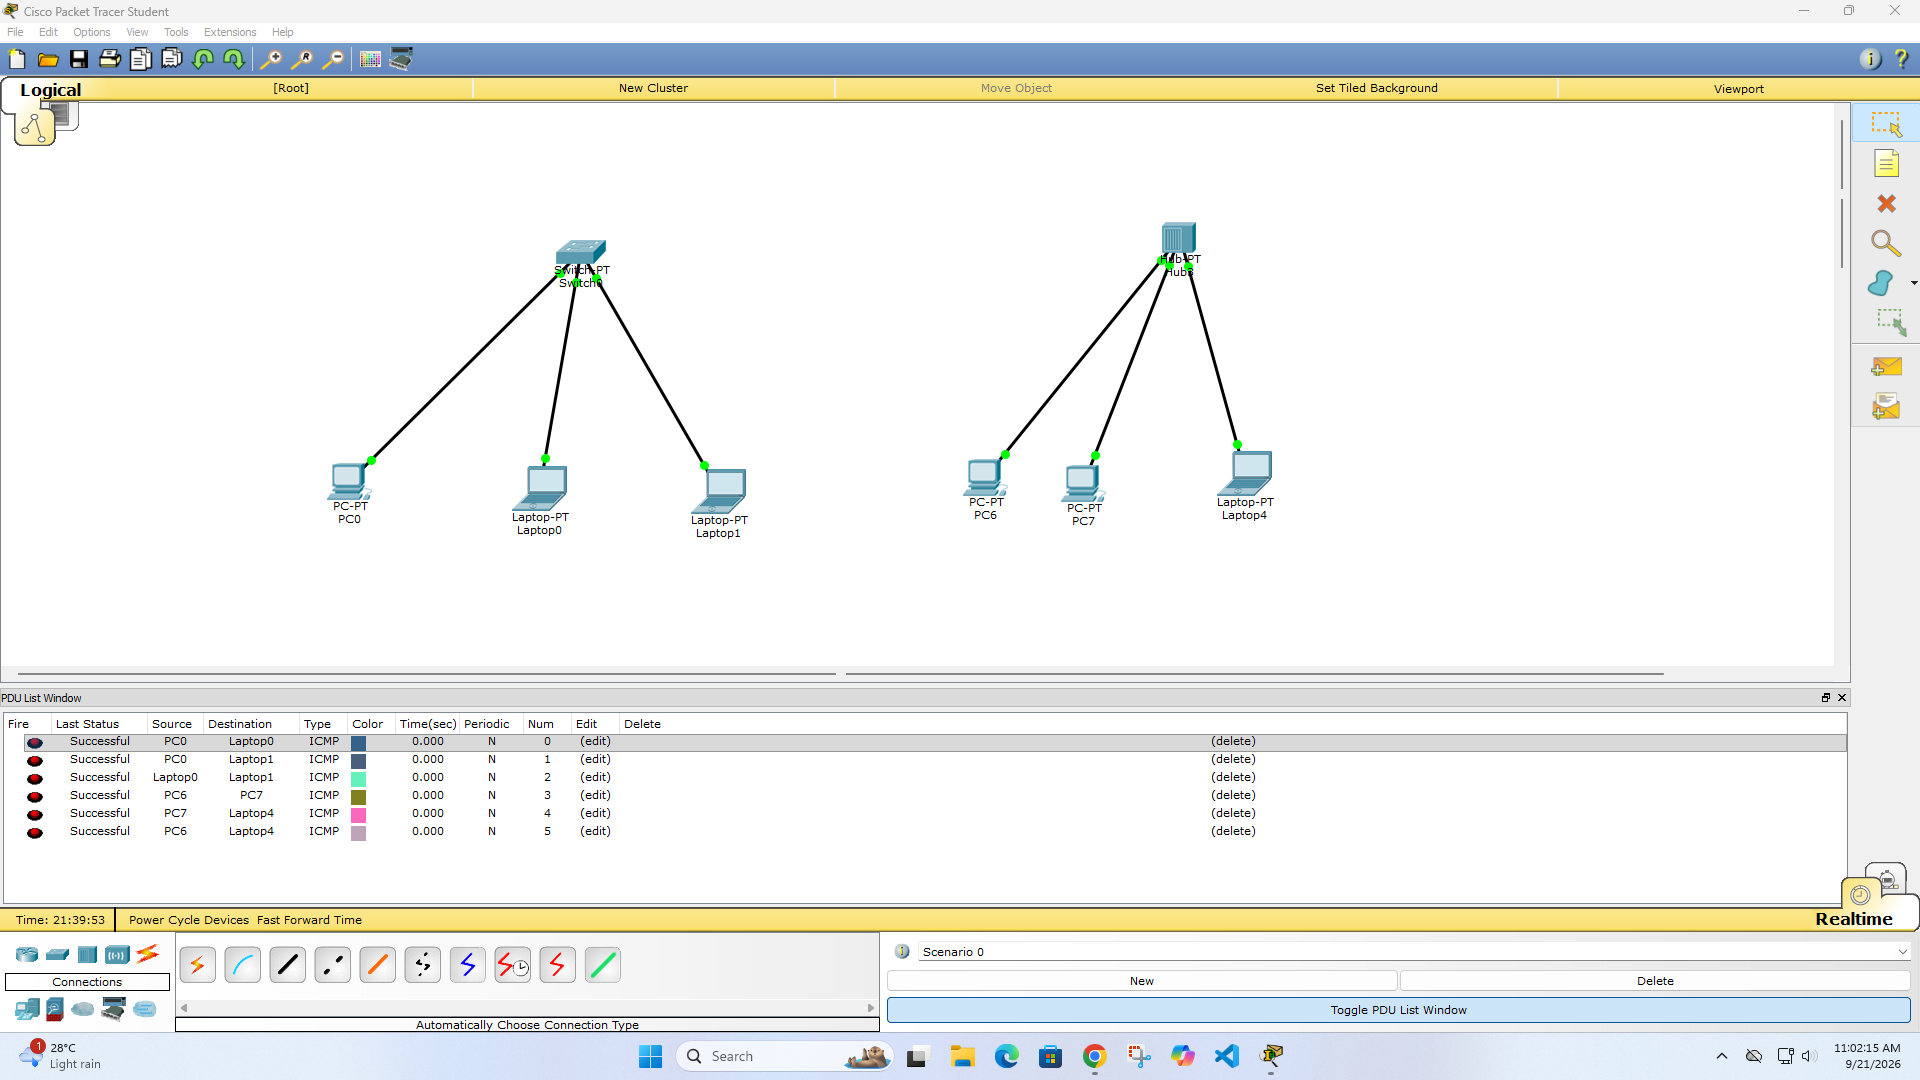 Cisco Packet Tracer Student
File Edit Options View Tools Extensions Help
Logical [Root] New Cluster Move Object Set Tiled Background Viewport
Switch-PT
Switch0
Hub-PT
Hub3
PC-PT
PC0
Laptop-PT
Laptop0
Laptop-PT
Laptop1
PC-PT
PC6
PC-PT
PC7
Laptop-PT
Laptop4
PDU List Window
Fire Last Status Source Destination Type Color Time(sec) Periodic Num Edit Delete
Successful PC0 Laptop0 ICMP 0.000 N 0 (edit) (delete)
Successful PC0 Laptop1 ICMP 0.000 N 1 (edit) (delete)
Successful Laptop0 Laptop1 ICMP 0.000 N 2 (edit) (delete)
Successful PC6 PC7 ICMP 0.000 N 3 (edit) (delete)
Successful PC7 Laptop4 ICMP 0.000 N 4 (edit) (delete)
Successful PC6 Laptop4 ICMP 0.000 N 5 (edit) (delete)
Time: 21:39:53 Power Cycle Devices Fast Forward Time Realtime
Scenario 0
Connections
New Delete
Toggle PDU List Window
Automatically Choose Connection Type
1
28°C
Light rain
Search
11:02:15 AM
9/21/2026